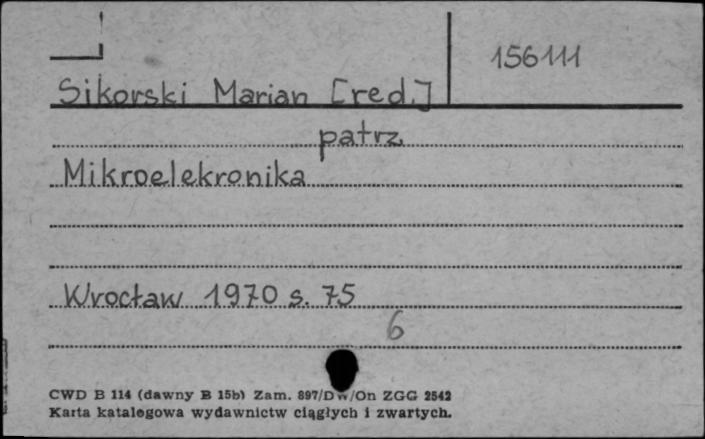 156111
Sikorski Marian [red.]
patrz
Mikroelekronika
Wrocław 1970 s. 75
6
CWD B 114 (dawny B 15b) Zam. 897/DW/On ZGG 2542
Karta katalogowa wydawnictw ciągłych i zwartych.